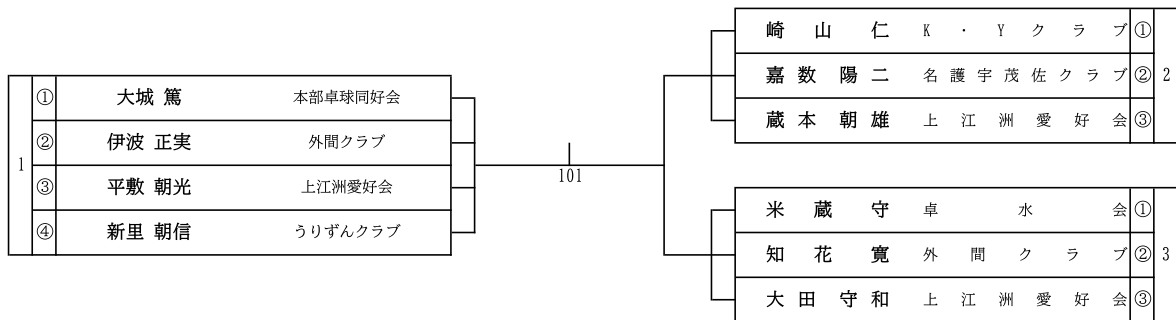 1
① 大城 篤 本部卓球同好会
② 伊波 正実 外間クラブ
③ 平敷 朝光 上江洲愛好会
④ 新里 朝信 うりずんクラブ
101
崎山 仁 K・Yクラブ ①
嘉数 陽二 名護宇茂佐クラブ ②
蔵本 朝雄 上江洲愛好会 ③
2
米蔵 守 卓水会 ①
知花 寛 外間クラブ ②
大田 守和 上江洲愛好会 ③
3